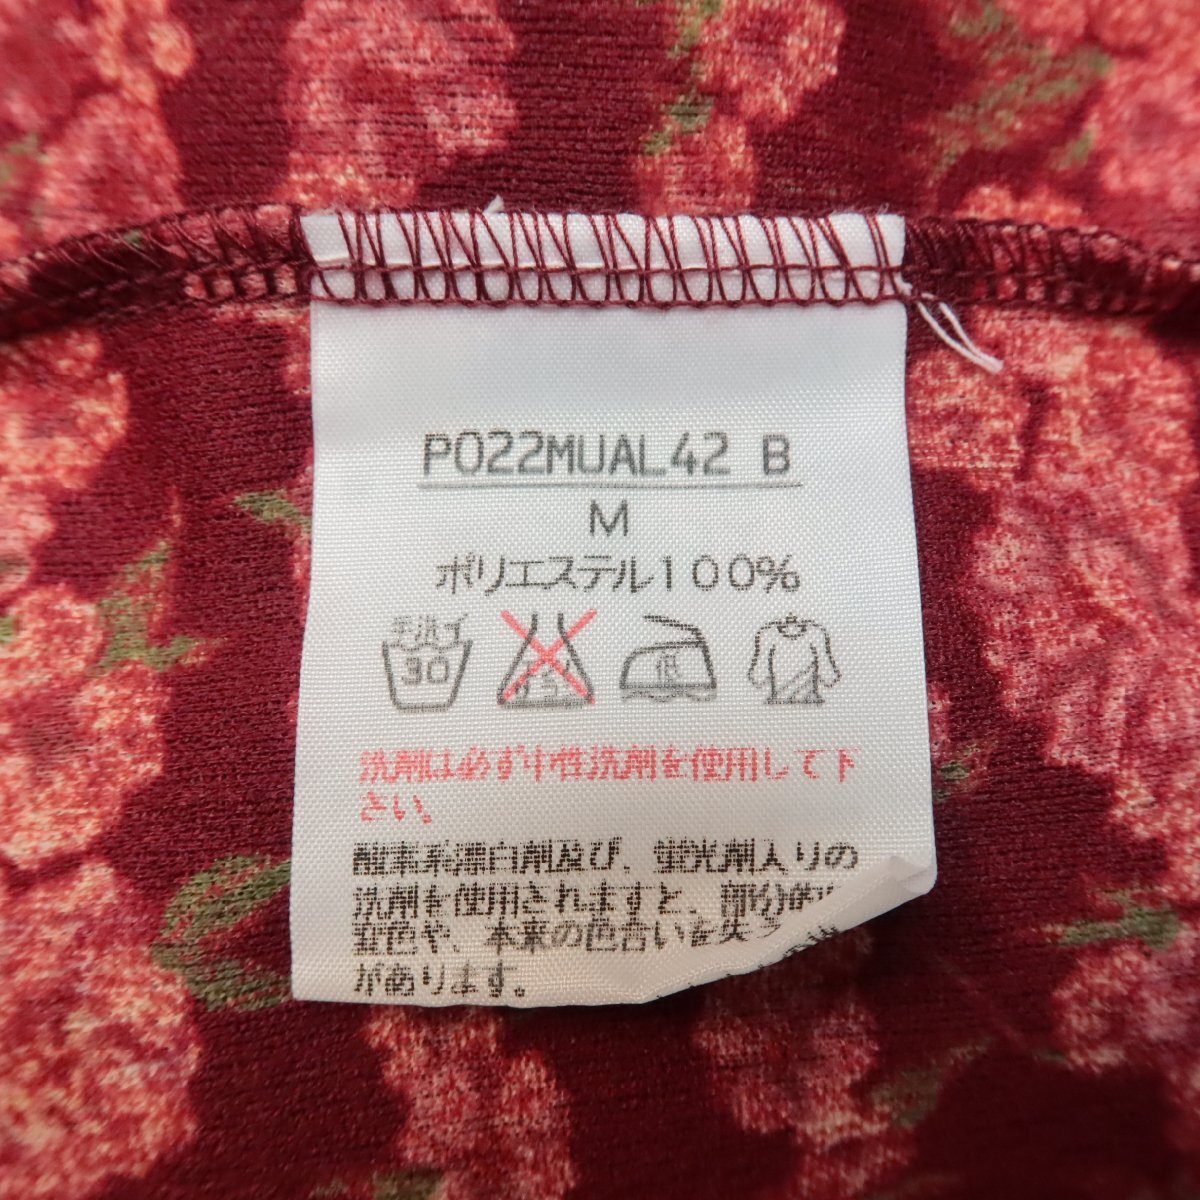 P022MUAL42 B
M
ポリエステル100%
手洗イ
30
洗剤は必ず中性洗剤を使用して下
さい。
酸素系漂白剤及び、蛍光剤入りの
洗剤を使用されますと、部分的
変色や、本来の色合いを失う
があります。